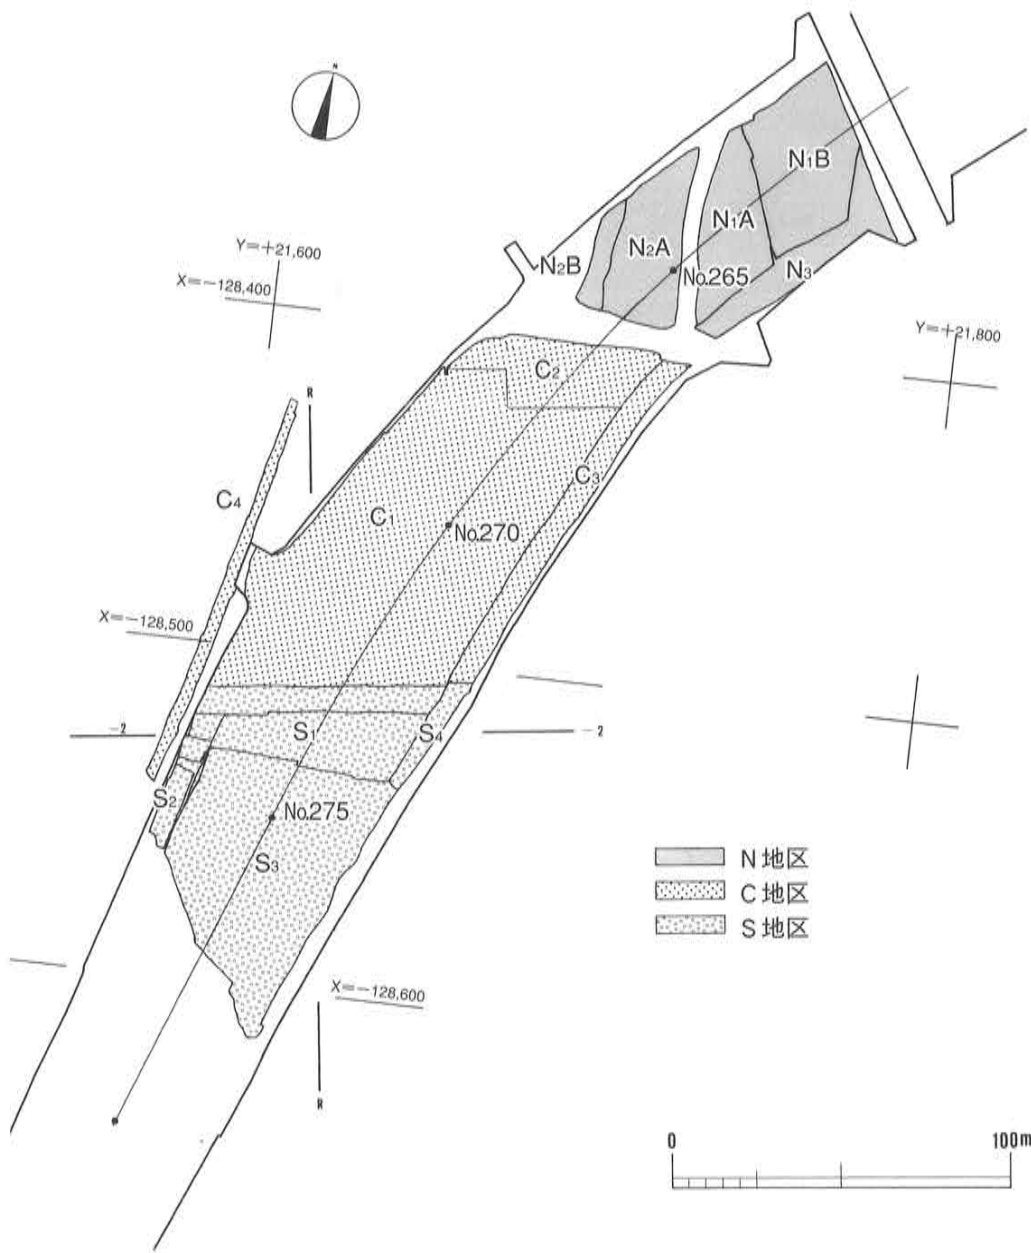 N
N₁B
N₁A
N₂A
N₂B
No.265
N₃
Y=+21,600
X=-128,400
Y=+21,800
C₂
R
C₃
C₄
C₁
No.270
X=-128,500
-2
S₁
S₄
-2
S₂
No.275
S₃
N 地区
C 地区
S 地区
X=-128,600
R
0
100m